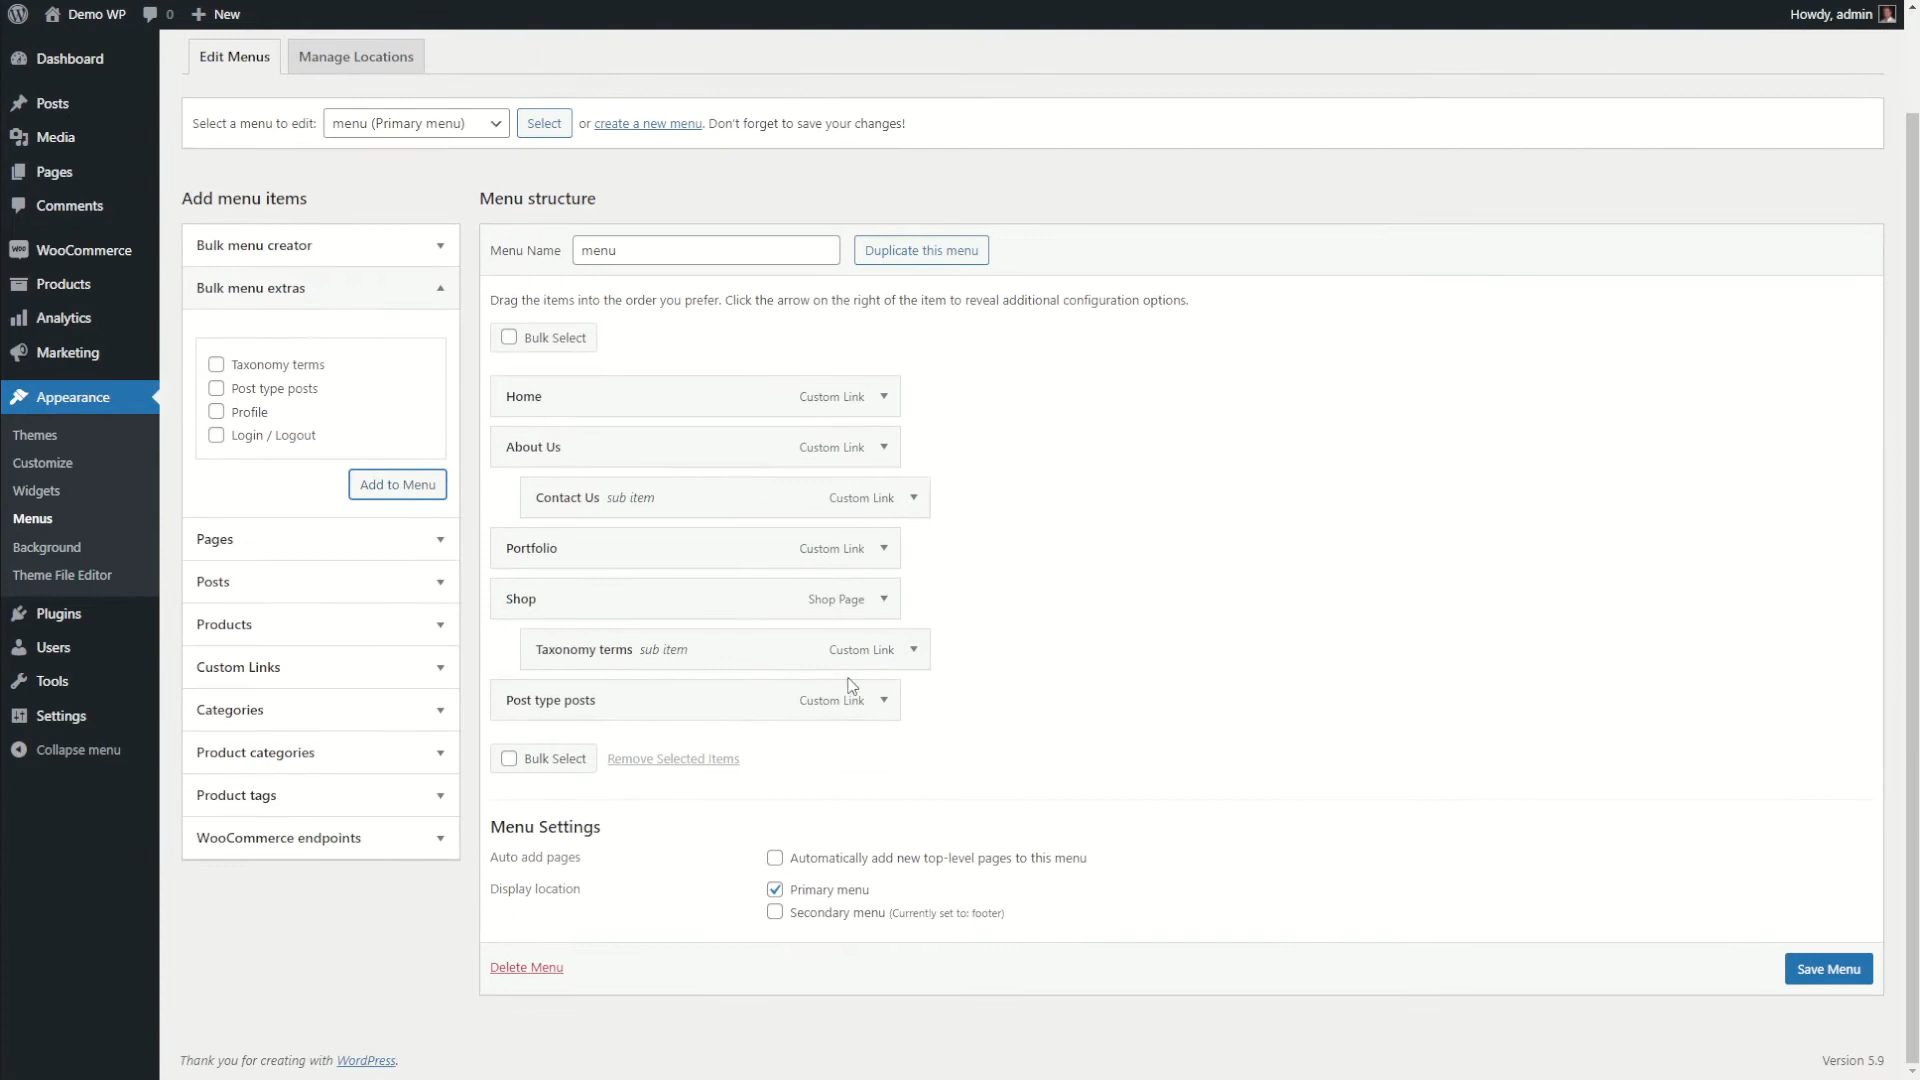 Demo WP
0
New
Howdy, admin
Dashboard
Posts
Media
Pages
Comments
WooCommerce
Products
Analytics
Marketing
Appearance
Themes
Customize
Widgets
Menus
Background
Theme File Editor
Plugins
Users
Tools
Settings
Collapse menu
Edit Menus
Manage Locations
Select a menu to edit: menu (Primary menu) Select or create a new menu. Don't forget to save your changes!
Add menu items
Bulk menu creator
Bulk menu extras
Taxonomy terms
Post type posts
Profile
Login / Logout
Add to Menu
Pages
Posts
Products
Custom Links
Categories
Product categories
Product tags
WooCommerce endpoints
Menu structure
Menu Name menu Duplicate this menu
Drag the items into the order you prefer. Click the arrow on the right of the item to reveal additional configuration options.
Bulk Select
Home Custom Link
About Us Custom Link
Contact Us sub item Custom Link
Portfolio Custom Link
Shop Shop Page
Taxonomy terms sub item Custom Link
Post type posts Custom Link
Bulk Select Remove Selected Items
Menu Settings
Auto add pages Automatically add new top-level pages to this menu
Display location Primary menu
Secondary menu (Currently set to: footer)
Delete Menu
Save Menu
Thank you for creating with WordPress.
Version 5.9